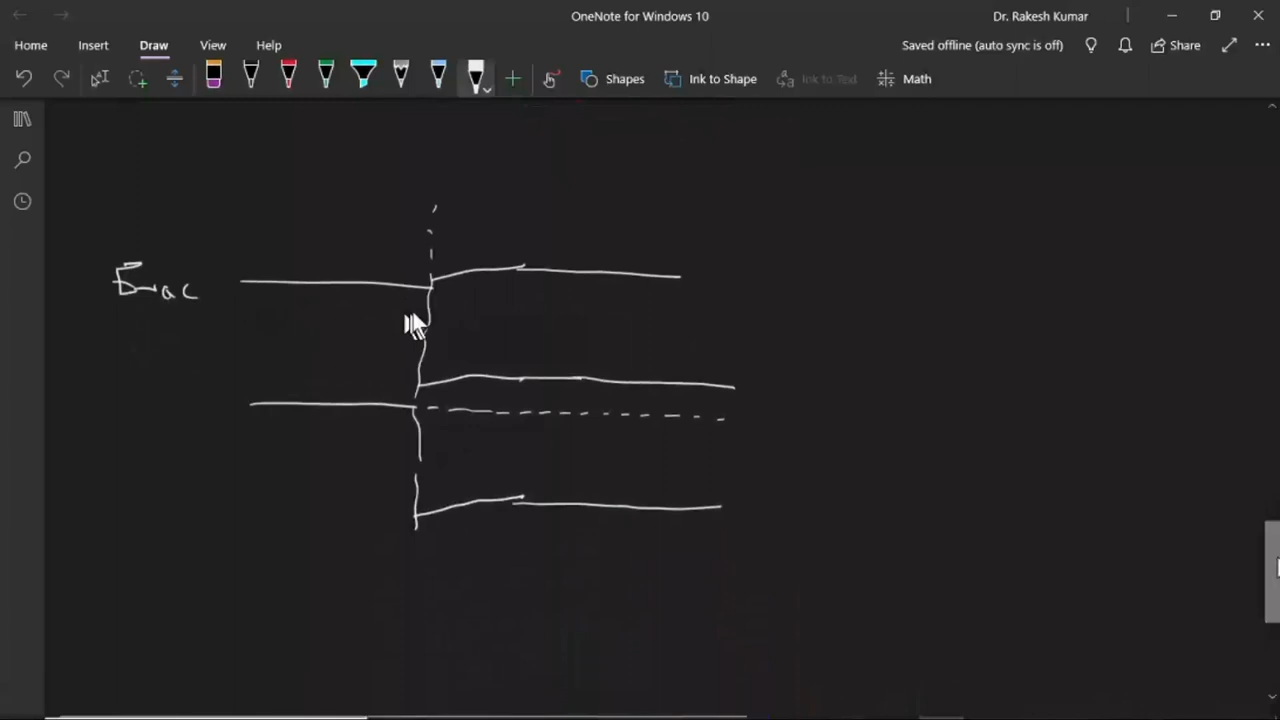 OneNote for Windows 10
Dr. Rakesh Kumar
Home Insert Draw View Help
Saved offline (auto sync is off)
Share
Shapes
Ink to Shape
Ink to Text
Math
Evac